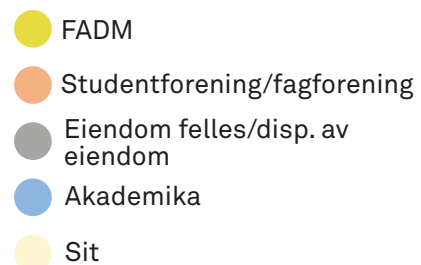 FADM
Studentforening/fagforening
Eiendom felles/disp. av
eiendom
Akademika
Sit